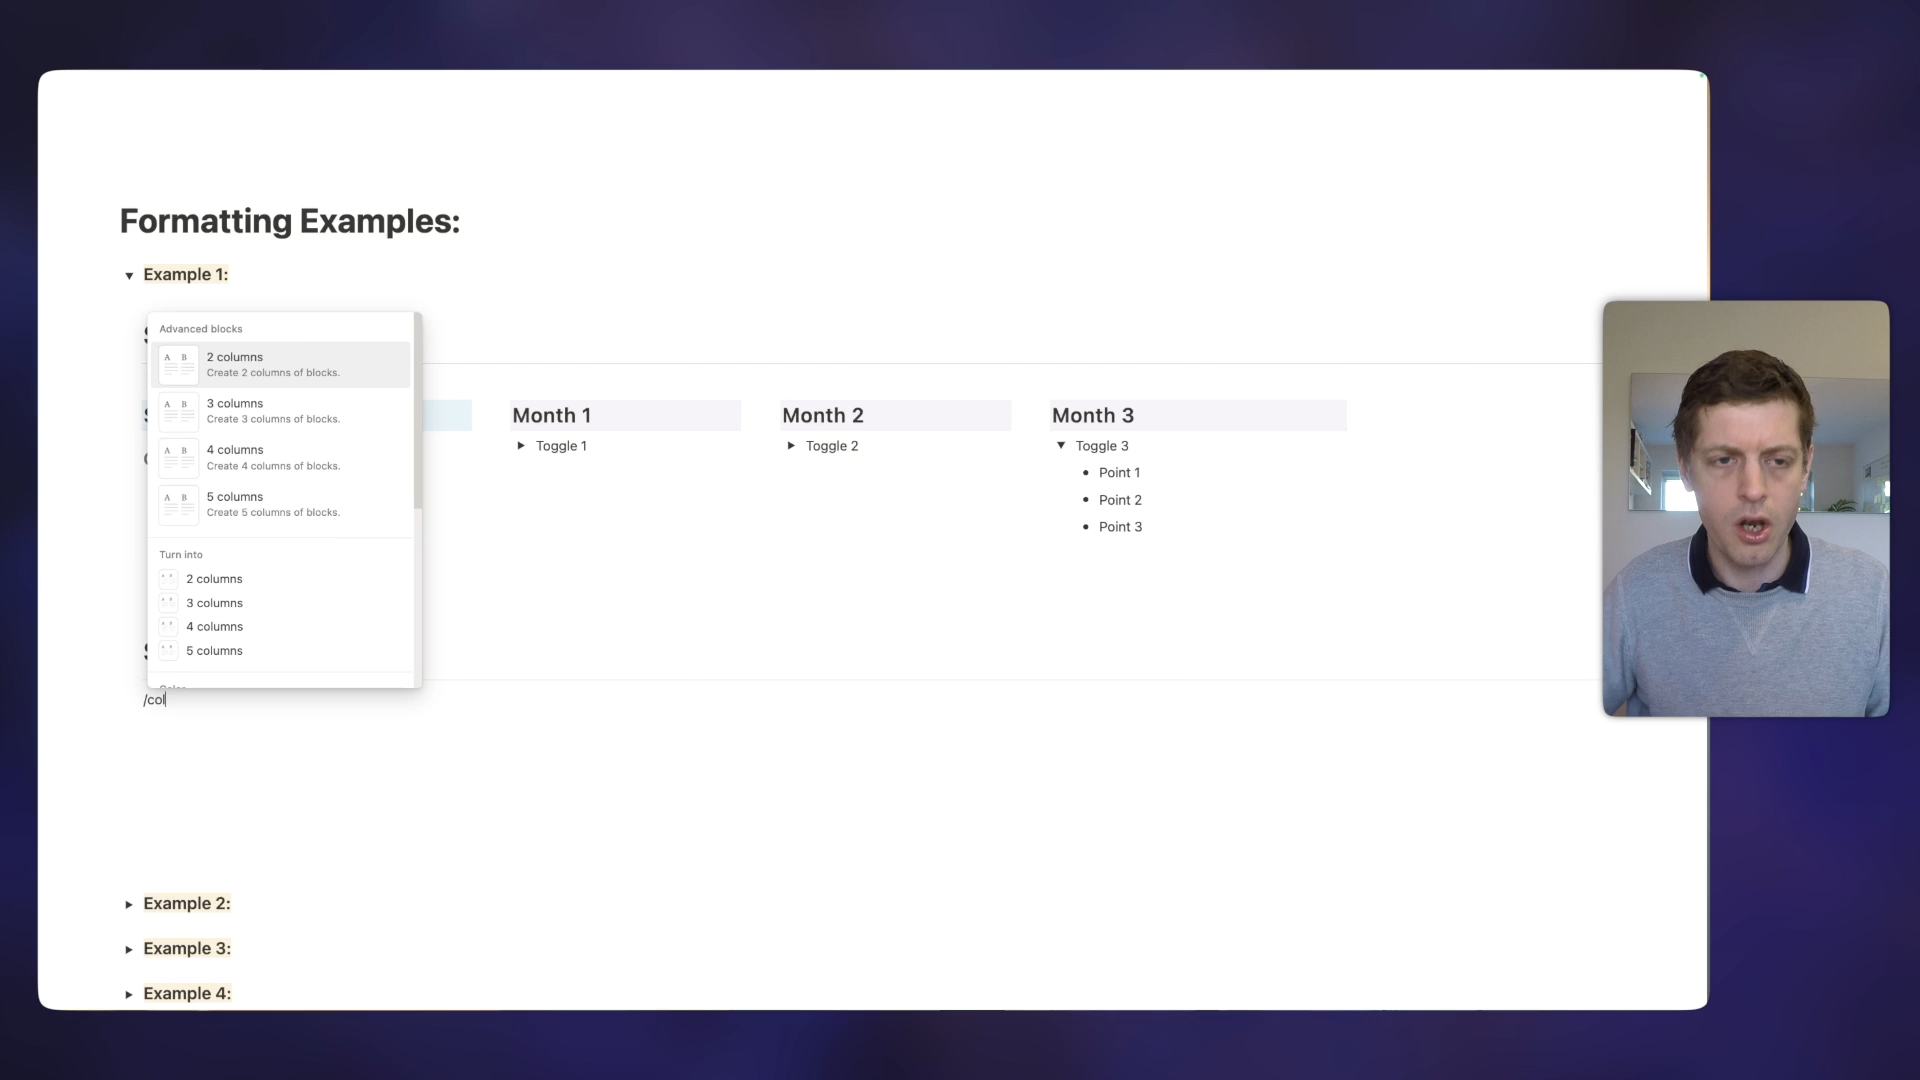 Formatting Examples:
Example 1:
Advanced blocks
2 columns
Create 2 columns of blocks.
3 columns
Create 3 columns of blocks.
4 columns
Create 4 columns of blocks.
5 columns
Create 5 columns of blocks.
Turn into
2 columns
3 columns
4 columns
5 columns
Month 1
Toggle 1
Month 2
Toggle 2
Month 3
Toggle 3
Point 1
Point 2
Point 3
/col
Example 2:
Example 3:
Example 4: